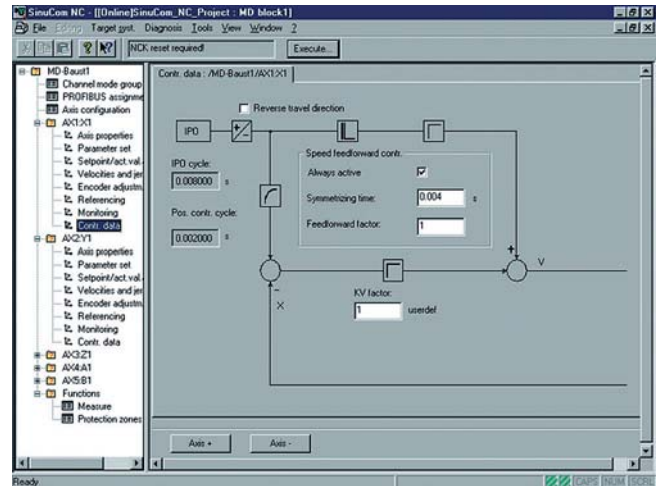 SinuCom NC - [[Online]SinuCom_NC_Project : MD block1]
File Editing Target syst. Diagnosis Tools View Window ?
NCK reset required! Execute...
MD-Baust1
Channel mode group
PROFIBUS assignme
Axis configuration
AX1:X1
Axis properties
Parameter set
Setpoint/act.val.
Velocities and jer
Encoder adjustm.
Referencing
Monitoring
Contr. data
AX2:Y1
Axis properties
Parameter set
Setpoint/act.val.
Velocities and jer
Encoder adjustm.
Referencing
Monitoring
Contr. data
AX3:Z1
AX4:A1
AX5:B1
Functions
Measure
Protection zones
Contr. data : /MD-Baust1/AX1:X1
Reverse travel direction
IPO
+/-
IPO cycle:
0.008000 s
Pos. contr. cycle:
0.002000 s
Speed feedforward contr.
Always active
Symmetrizing time: 0.004 s
Feedforward factor: 1
+
V
-
X
KV factor:
1 userdef.
Axis + Axis -
Ready CAPS NUM SCRL